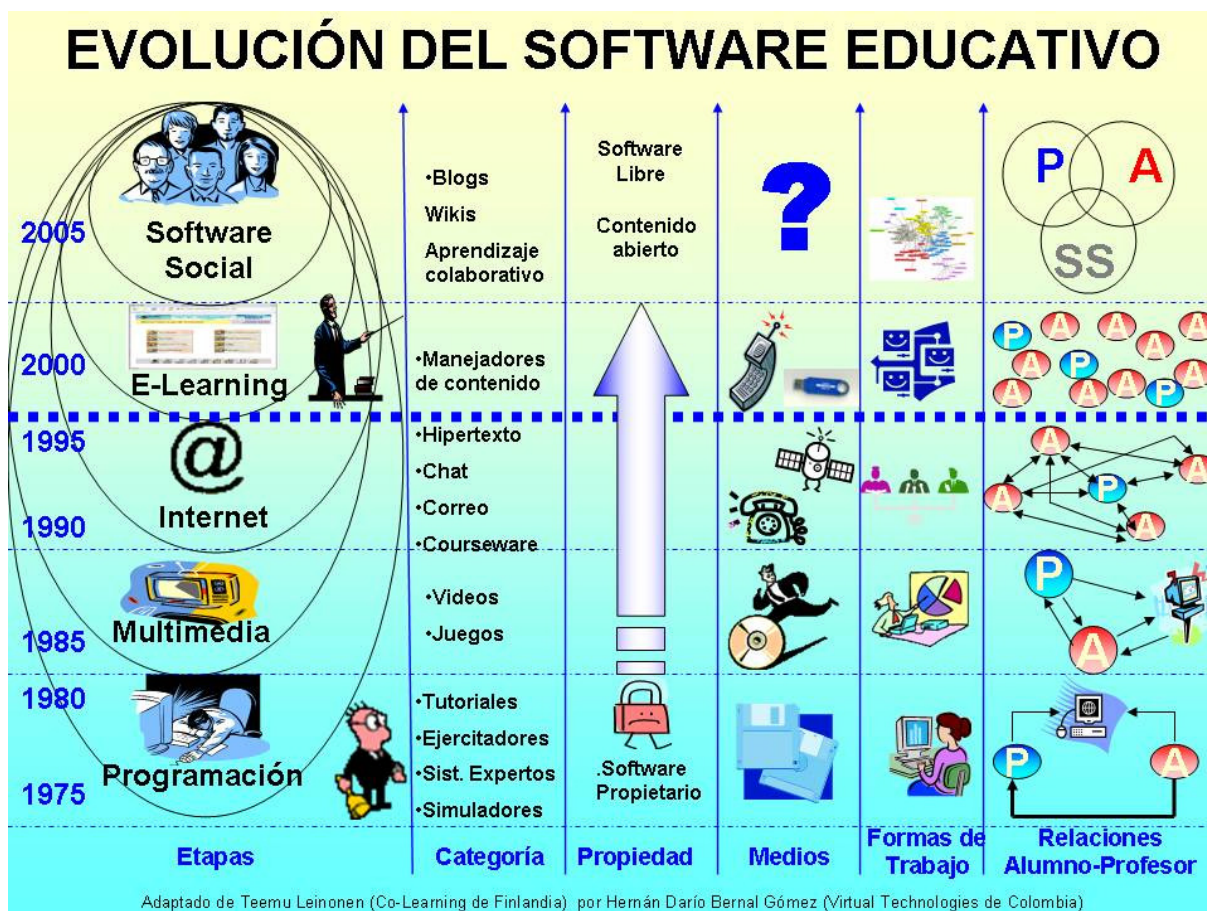 EVOLUCIÓN DEL SOFTWARE EDUCATIVO
2005
Software
Social
•Blogs
Wikis
Aprendizaje
colaborativo
Software
Libre
Contenido
abierto
?
P
A
SS
2000
E-Learning
•Manejadores
de contenido
P
A
A
A
A
A
P
A
A
A
A
A
P
1995
@
Internet
1990
•Hipertexto
•Chat
•Correo
•Courseware
A
A
P
A
A
Multimedia
1985
•Videos
•Juegos
P
A
1980
Programación
1975
•Tutoriales
•Ejercitadores
•Sist. Expertos
•Simuladores
.Software
Propietario
P
A
Etapas
Categoría
Propiedad
Medios
Formas de
Trabajo
Relaciones
Alumno-Profesor
Adaptado de Teemu Leinonen (Co-Learning de Finlandia) por Hernán Darío Bernal Gómez (Virtual Technologies de Colombia)